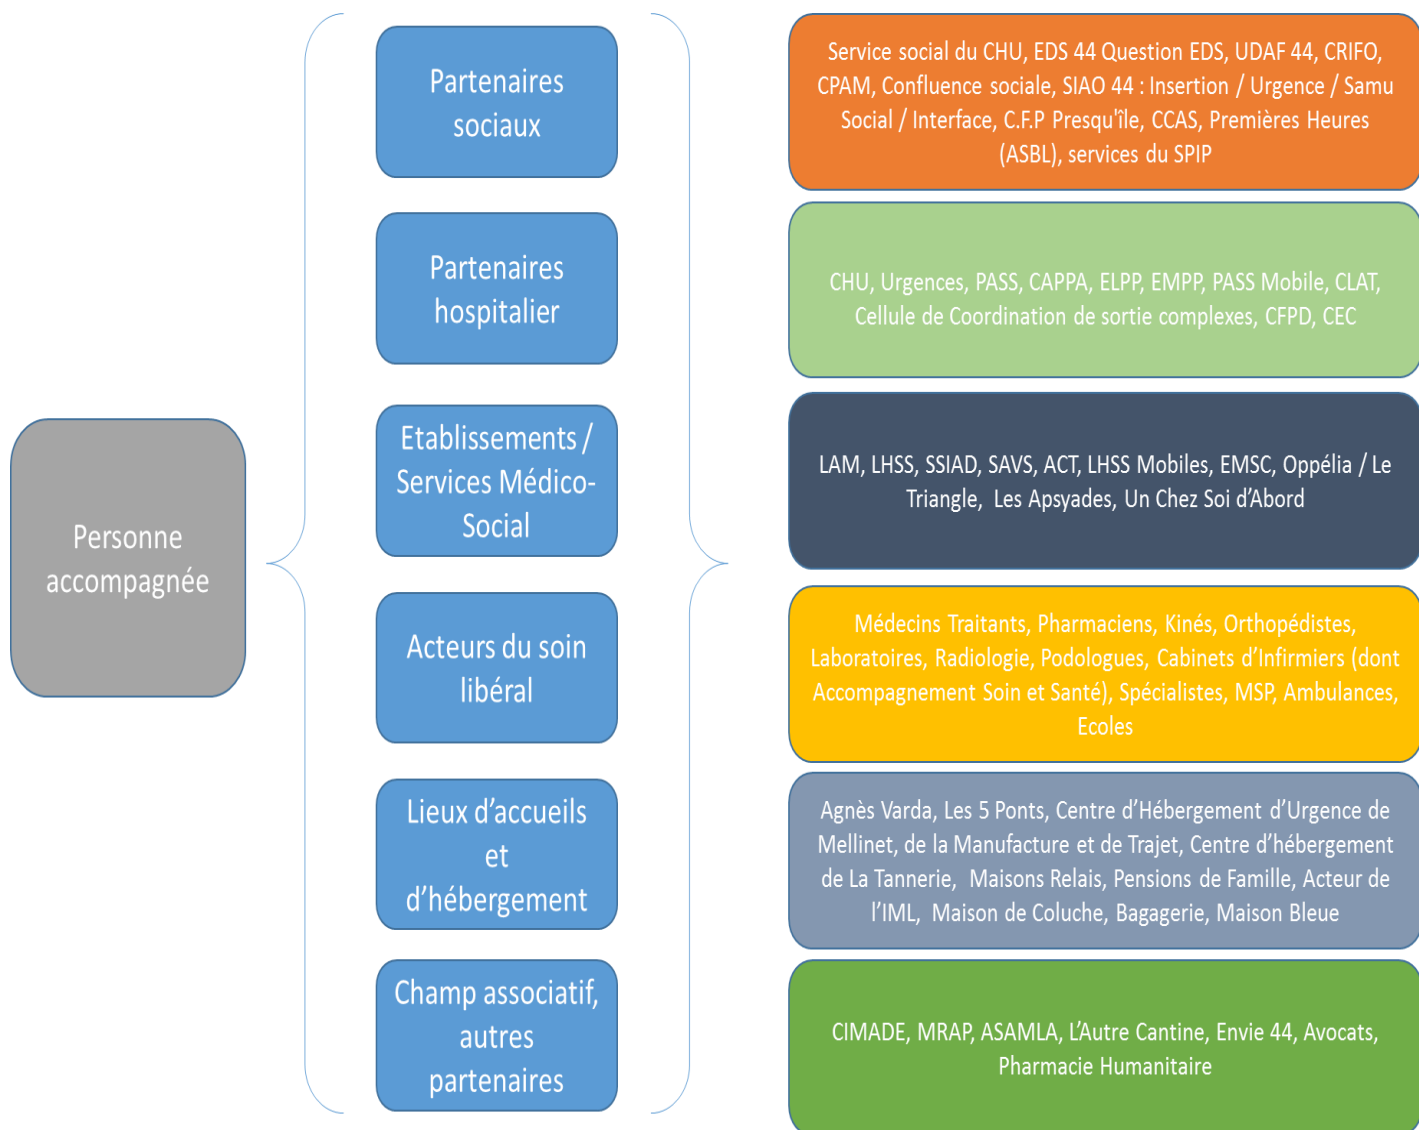 Personne
accompagnée
Partenaires
sociaux
Service social du CHU, EDS 44 Question EDS, UDAF 44, CRIFO,
CPAM, Confluence sociale, SIAO 44 : Insertion / Urgence / Samu
Social / Interface, C.F.P Presqu'île, CCAS, Premières Heures
(ASBL), services du SPIP
Partenaires
hospitalier
CHU, Urgences, PASS, CAPPA, ELPP, EMPP, PASS Mobile, CLAT,
Cellule de Coordination de sortie complexes, CFPD, CEC
Etablissements /
Services Médico-
Social
LAM, LHSS, SSIAD, SAVS, ACT, LHSS Mobiles, EMSC, Oppélia / Le
Triangle, Les Apsyades, Un Chez Soi d’Abord
Acteurs du soin
libéral
Médecins Traitants, Pharmaciens, Kinés, Orthopédistes,
Laboratoires, Radiologie, Podologues, Cabinets d’Infirmiers (dont
Accompagnement Soin et Santé), Spécialistes, MSP, Ambulances,
Ecoles
Lieux d’accueils
et
d’hébergement
Agnès Varda, Les 5 Ponts, Centre d’Hébergement d’Urgence de
Mellinet, de la Manufacture et de Trajet, Centre d’hébergement
de La Tannerie, Maisons Relais, Pensions de Famille, Acteur de
l’IML, Maison de Coluche, Bagagerie, Maison Bleue
Champ associatif,
autres
partenaires
CIMADE, MRAP, ASAMLA, L’Autre Cantine, Envie 44, Avocats,
Pharmacie Humanitaire